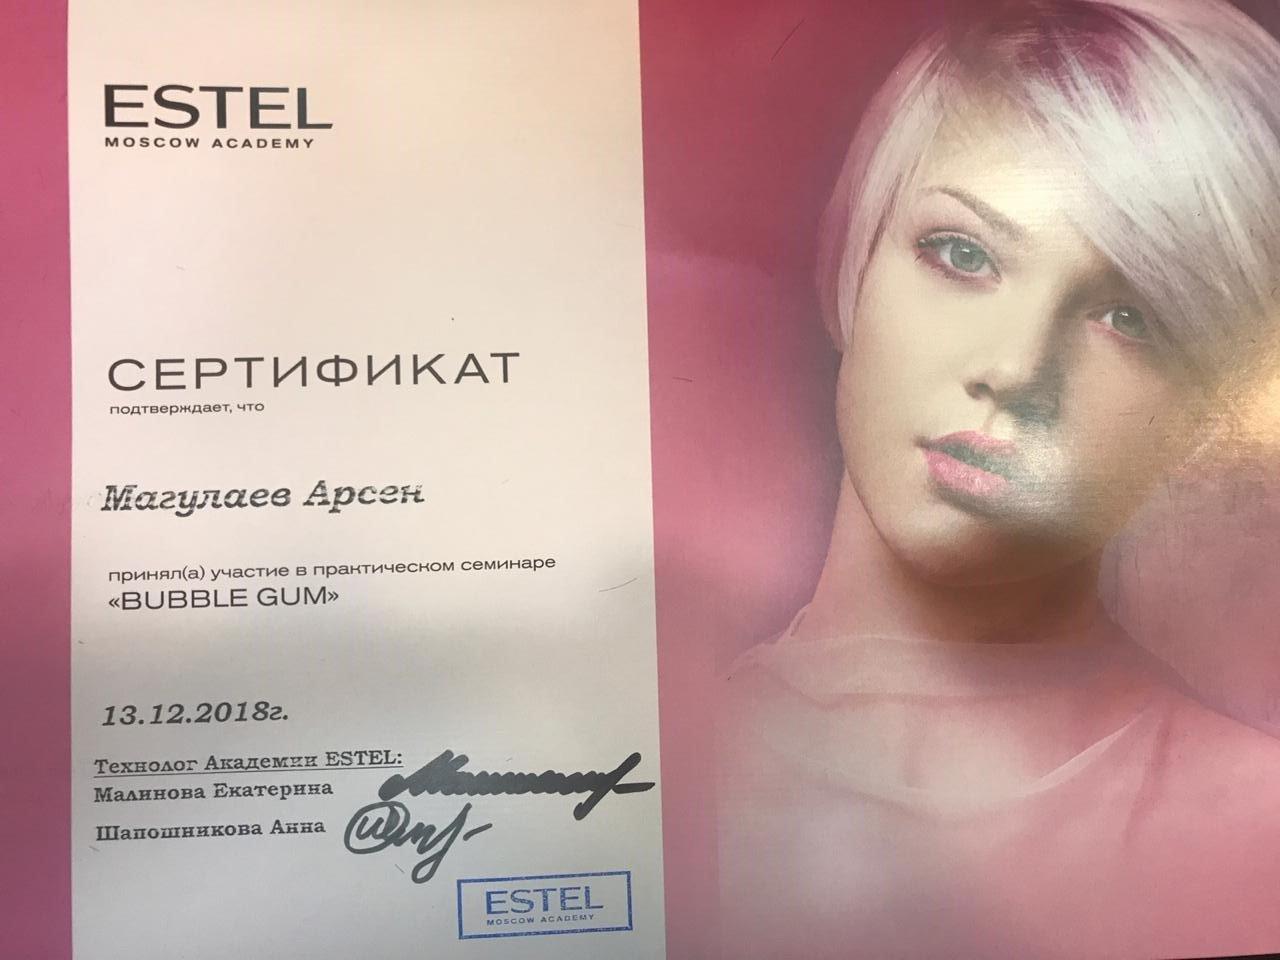 ESTEL
MOSCOW ACADEMY
СЕРТИФИКАТ
подтверждает, что
Магулаев Арсен
принял(а) участие в практическом семинаре
«BUBBLE GUM»
13.12.2018г.
Технолог Академии ESTEL:
Малинова Екатерина
Шапошникова Анна
ESTEL
MOSCOW ACADEMY